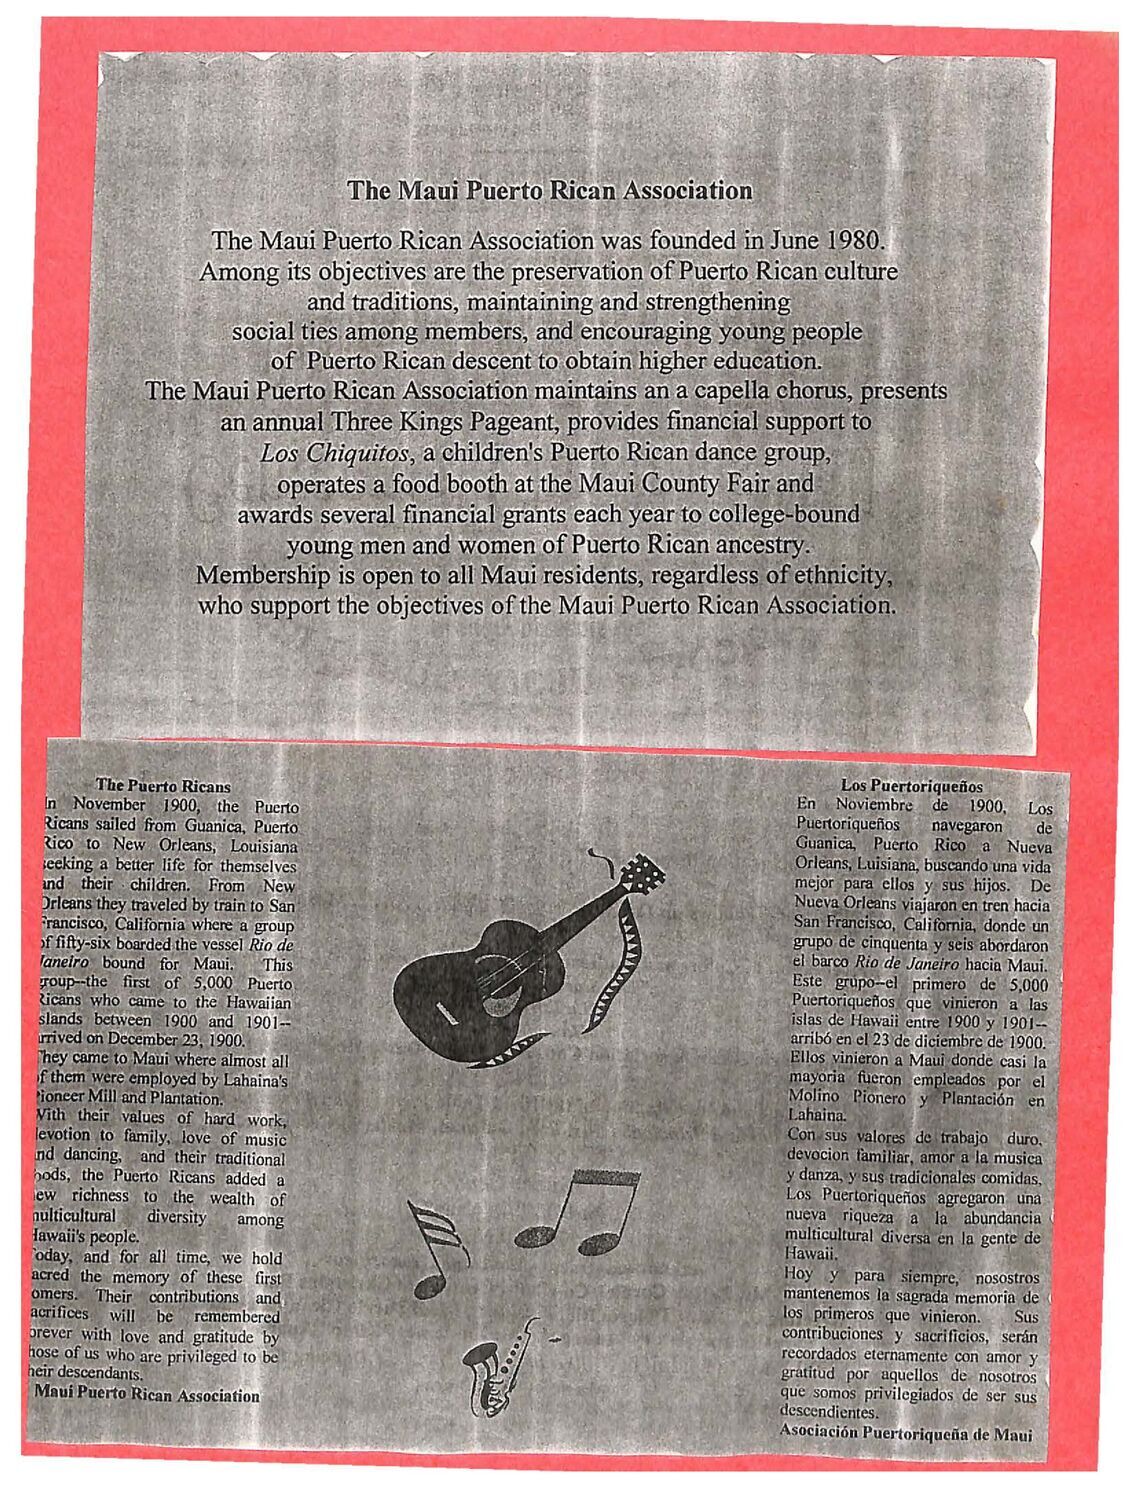 The Maui Puerto Rican Association
The Maui Puerto Rican Association was founded in June 1980.
Among its objectives are the preservation of Puerto Rican culture
and traditions, maintaining and strengthening
social ties among members, and encouraging young people
of Puerto Rican descent to obtain higher education.
The Maui Puerto Rican Association maintains an a capella chorus, presents
an annual Three Kings Pageant, provides financial support to
Los Chiquitos, a children's Puerto Rican dance group,
operates a food booth at the Maui County Fair and
awards several financial grants each year to college-bound
young men and women of Puerto Rican ancestry.
Membership is open to all Maui residents, regardless of ethnicity,
who support the objectives of the Maui Puerto Rican Association.
The Puerto Ricans
In November 1900, the Puerto
Ricans sailed from Guanica, Puerto
Rico to New Orleans, Louisiana
seeking a better life for themselves
and their children. From New
Orleans they traveled by train to San
Francisco, California where a group
of fifty-six boarded the vessel Rio de
Janeiro bound for Maui. This
group--the first of 5,000 Puerto
Ricans who came to the Hawaiian
Islands between 1900 and 1901--
arrived on December 23, 1900.
They came to Maui where almost all
of them were employed by Lahaina's
Pioneer Mill and Plantation.
With their values of hard work,
devotion to family, love of music
and dancing, and their traditional
foods, the Puerto Ricans added a
new richness to the wealth of
multicultural diversity among
Hawaii's people.
Today, and for all time, we hold
sacred the memory of these first
comers. Their contributions and
sacrifices will be remembered
forever with love and gratitude by
those of us who are privileged to be
their descendants.
Maui Puerto Rican Association
Los Puertoriqueños
En Noviembre de 1900, Los
Puertoriqueños navegaron de
Guanica, Puerto Rico a Nueva
Orleans, Luisiana, buscando una vida
mejor para ellos y sus hijos. De
Nueva Orleans viajaron en tren hacia
San Francisco, California, donde un
grupo de cinquenta y seis abordaron
el barco Rio de Janeiro hacia Maui.
Este grupo--el primero de 5,000
Puertoriqueños que vinieron a las
islas de Hawaii entre 1900 y 1901--
arribó en el 23 de diciembre de 1900.
Ellos vinieron a Maui donde casi la
mayoria fueron empleados por el
Molino Pionero y Plantación en
Lahaina.
Con sus valores de trabajo duro,
devocion familiar, amor a la musica
y danza, y sus tradicionales comidas,
Los Puertoriqueños agregaron una
nueva riqueza a la abundancia
multicultural diversa en la gente de
Hawaii.
Hoy y para siempre, nosostros
mantenemos la sagrada memoria de
los primeros que vinieron. Sus
contribuciones y sacrificios, serán
recordados eternamente con amor y
gratitud por aquellos de nosotros
que somos privilegiados de ser sus
descendientes.
Asociación Puertoriqueña de Maui